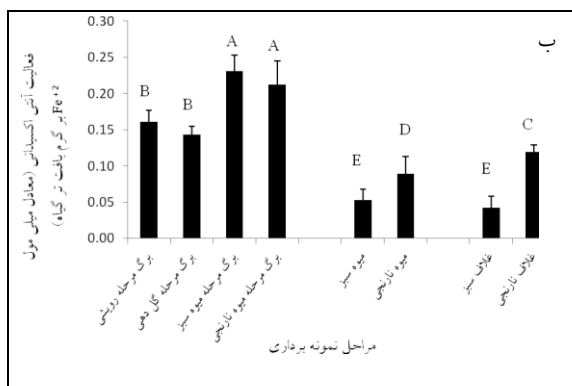 ب
فعالیت آنتی اکسیدانی (معادل میلی مول
Fe+2 بر گرم بافت تر گیاه)
0.30
0.25
0.20
0.15
0.10
0.05
0.00
B
B
A
A
E
D
E
C
برگ مرحله رویشی
برگ مرحله گل دهی
برگ مرحله میوه سبز
برگ مرحله میوه نارنجی
میوه سبز
میوه نارنجی
غلاف سبز
غلاف نارنجی
مراحل نمونه برداری